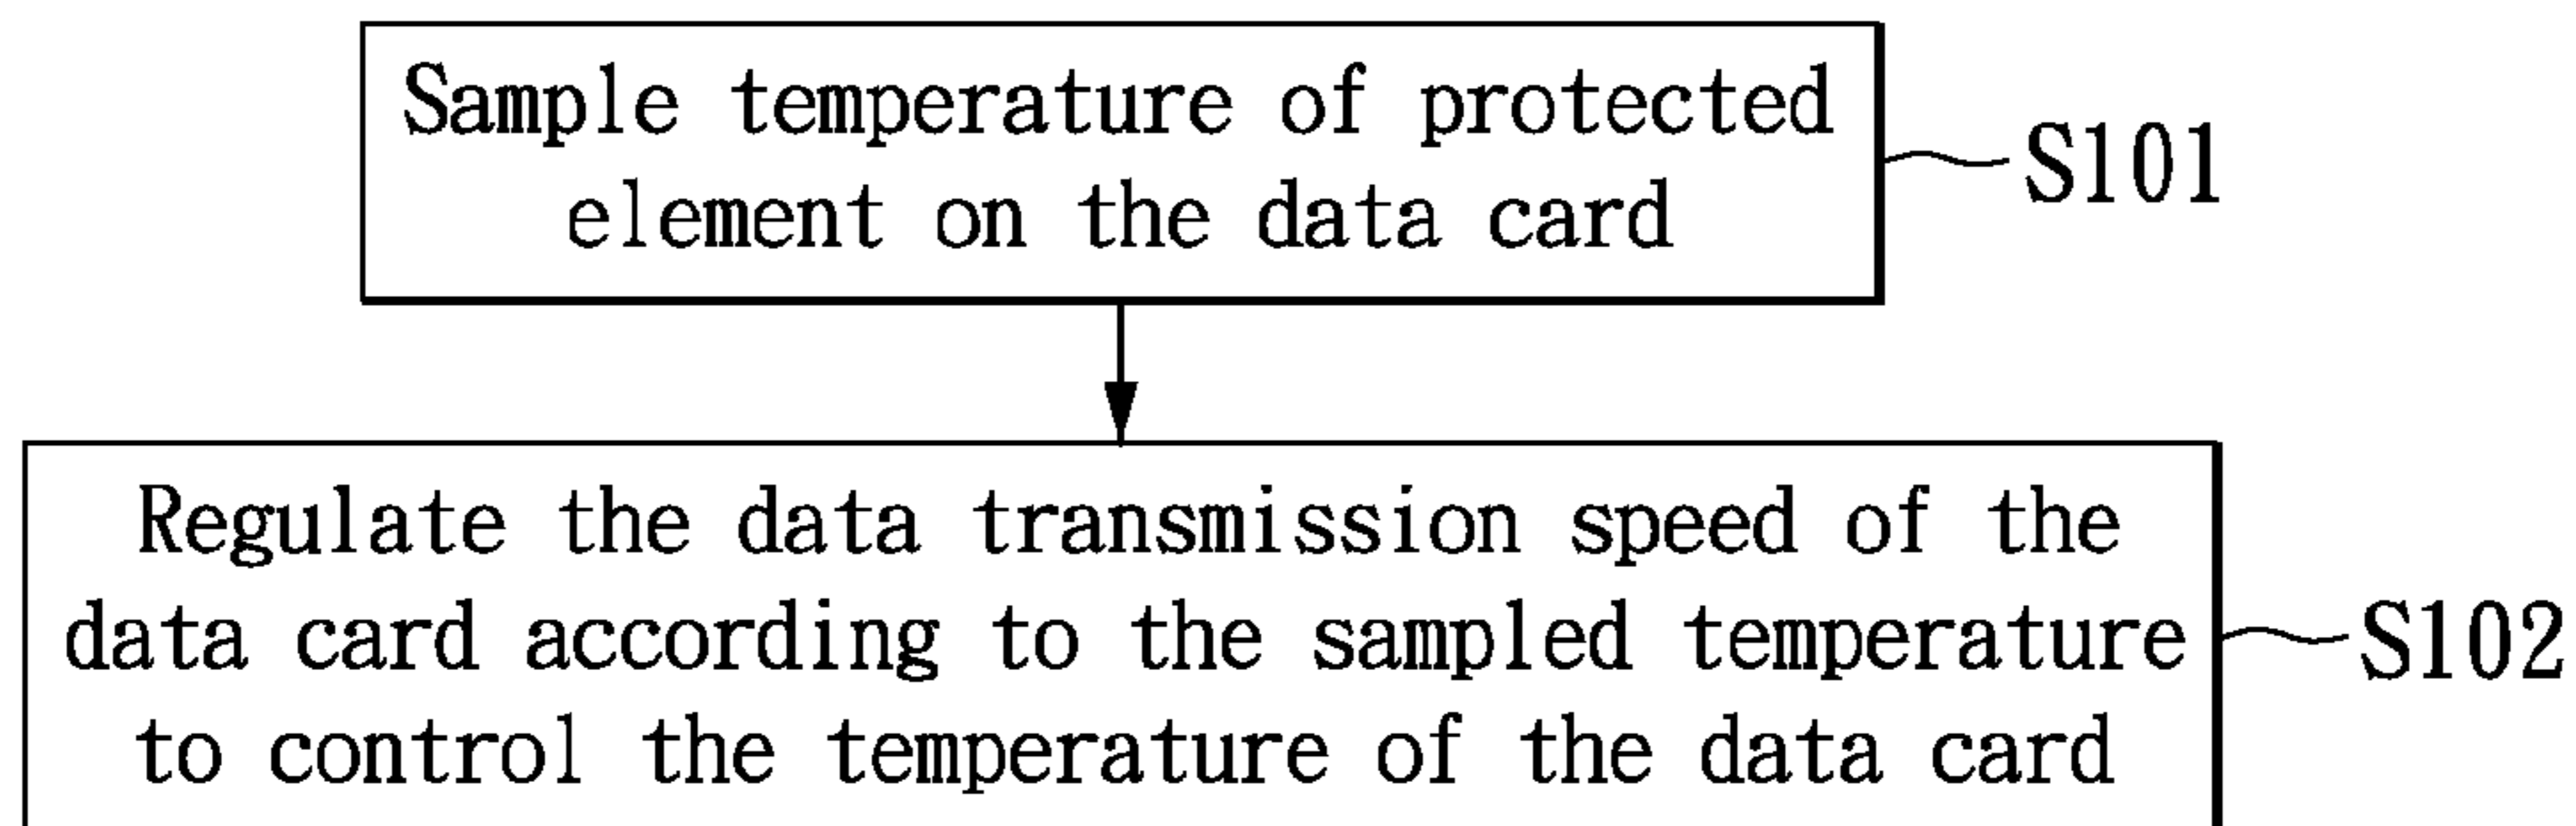 Sample temperature of protected
element on the data card
S101
Regulate the data transmission speed of the
data card according to the sampled temperature
to control the temperature of the data card
S102